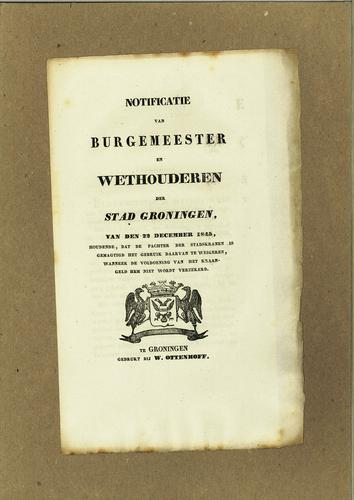 NOTIFICATIE
VAN
BURGEMEESTER
EN
WETHOUDEREN
DER
STAD GRONINGEN,
VAN DEN 22 DECEMBER 1845,
HOUDENDE, DAT DE PACHTER DER STADSKRANEN IS
GEMAGTIGD HET GEBRUIK DAARVAN TE WEIGEREN,
WANNEER DE VOLDOENING VAN HET KRAAN-
GELD HEM NIET WORDT VERZEKERD.
TE GRONINGEN
GEDRUKT BIJ W. OTTENHOFF.